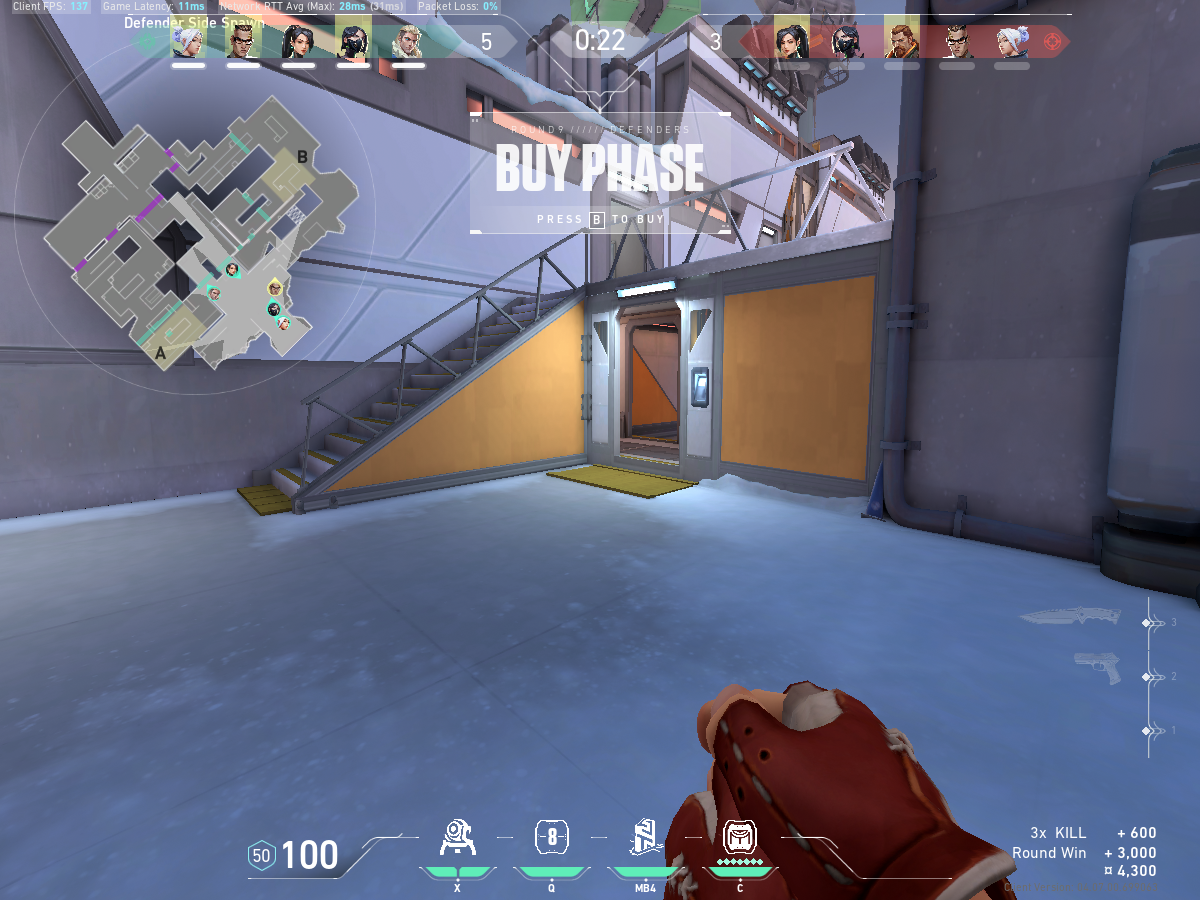 Client FPS: 137 Game Latency: 11ms Network RTT Avg (Max): 28ms (31ms) Packet Loss: 0%
Defender Side Spawn
5 0:22 3
ROUND 9 ////// DEFENDERS
BUY PHASE
PRESS B TO BUY
B
A
3
2
1
3x KILL + 600
Round Win + 3,000
¤ 4,300
50 100
8
X Q MB4 C